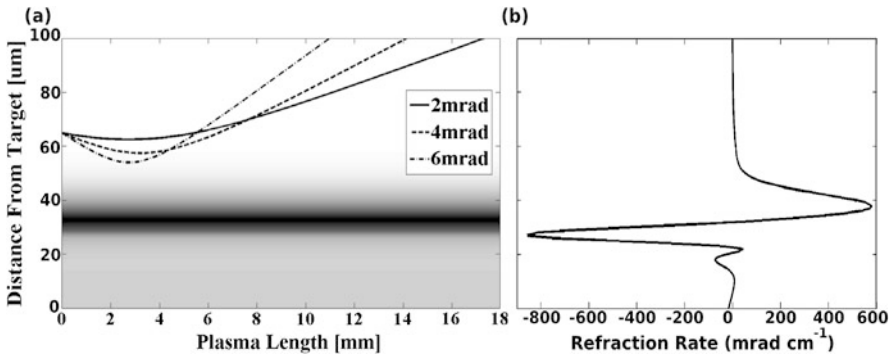 (a)
100
80
60
40
20
0
Distance From Target [um]
0 2 4 6 8 10 12 14 16 18
Plasma Length [mm]
2mrad
4mrad
6mrad
(b)
-800 -600 -400 -200 0 200 400 600
Refraction Rate (mrad cm⁻¹)